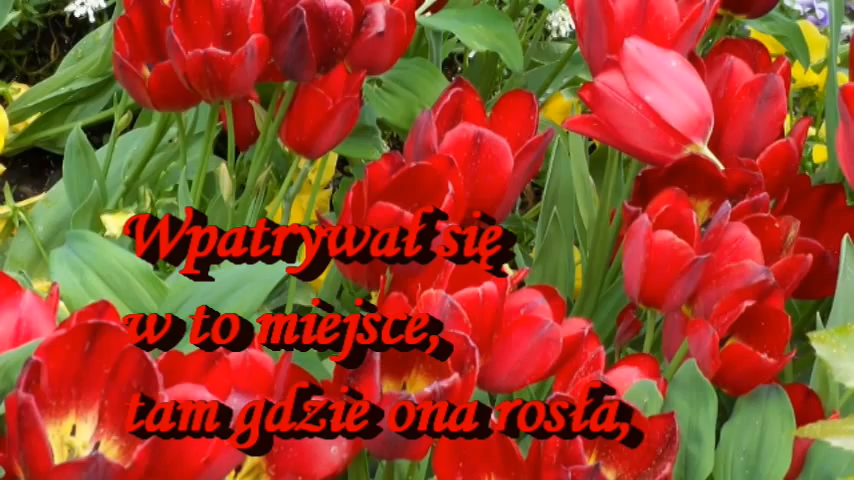 Wpatrywał się
w to miejsce,
tam gdzie ona rosła,